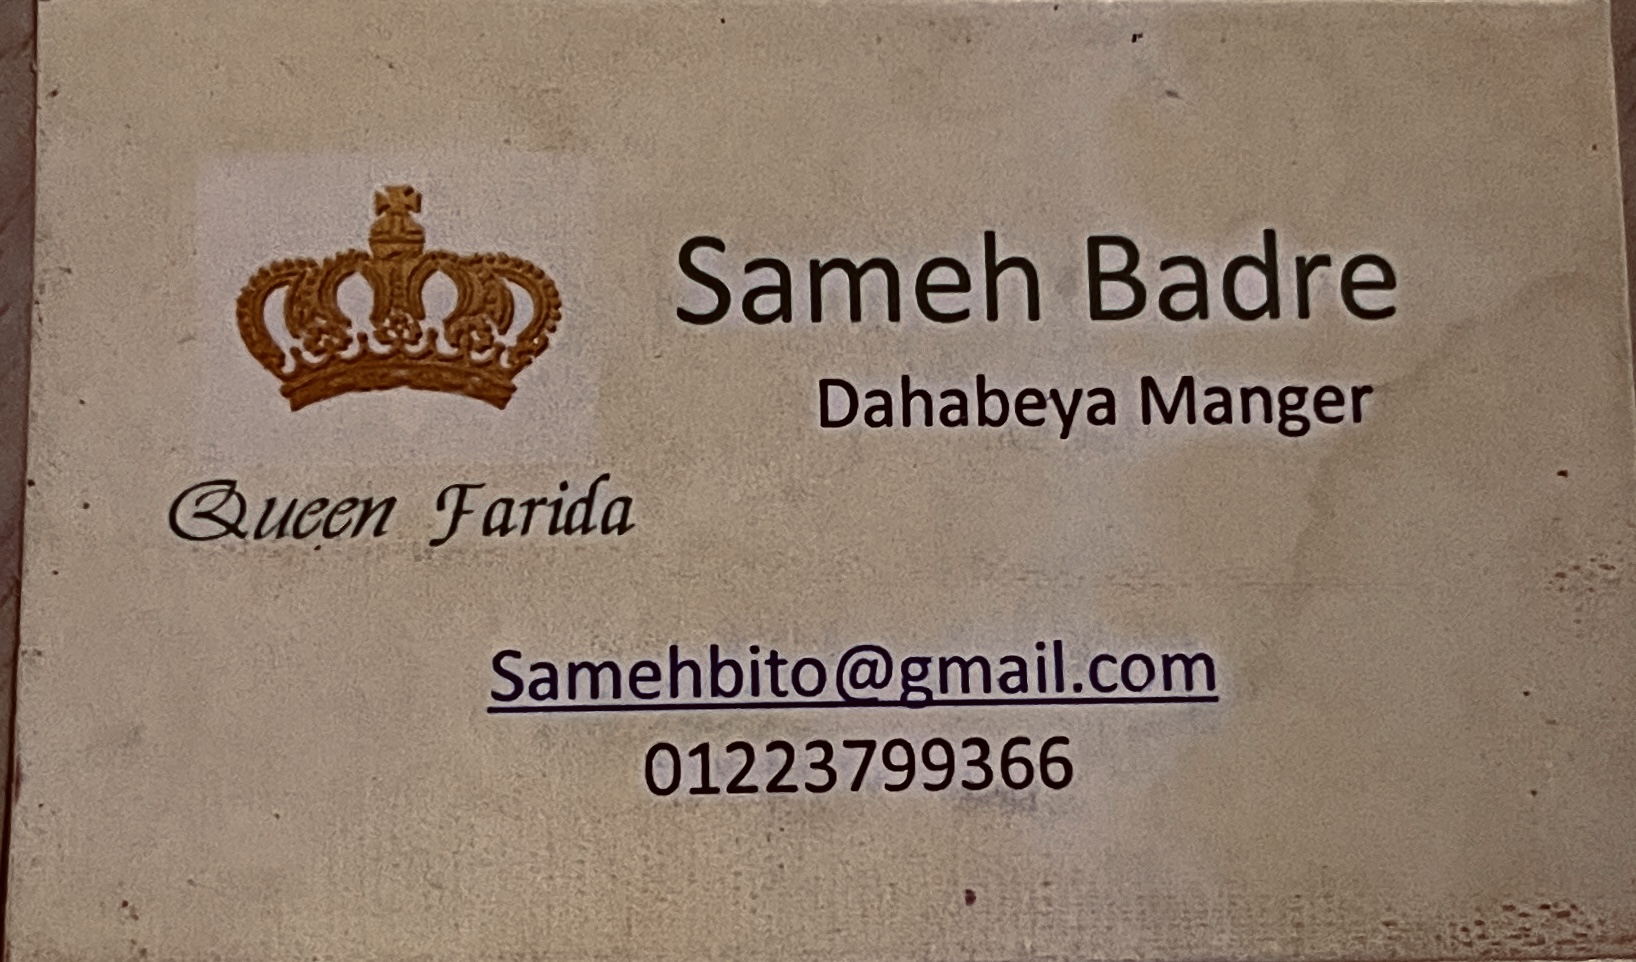 Sameh Badre
Dahabeya Manger
Queen Farida
Samehbito@gmail.com
01223799366